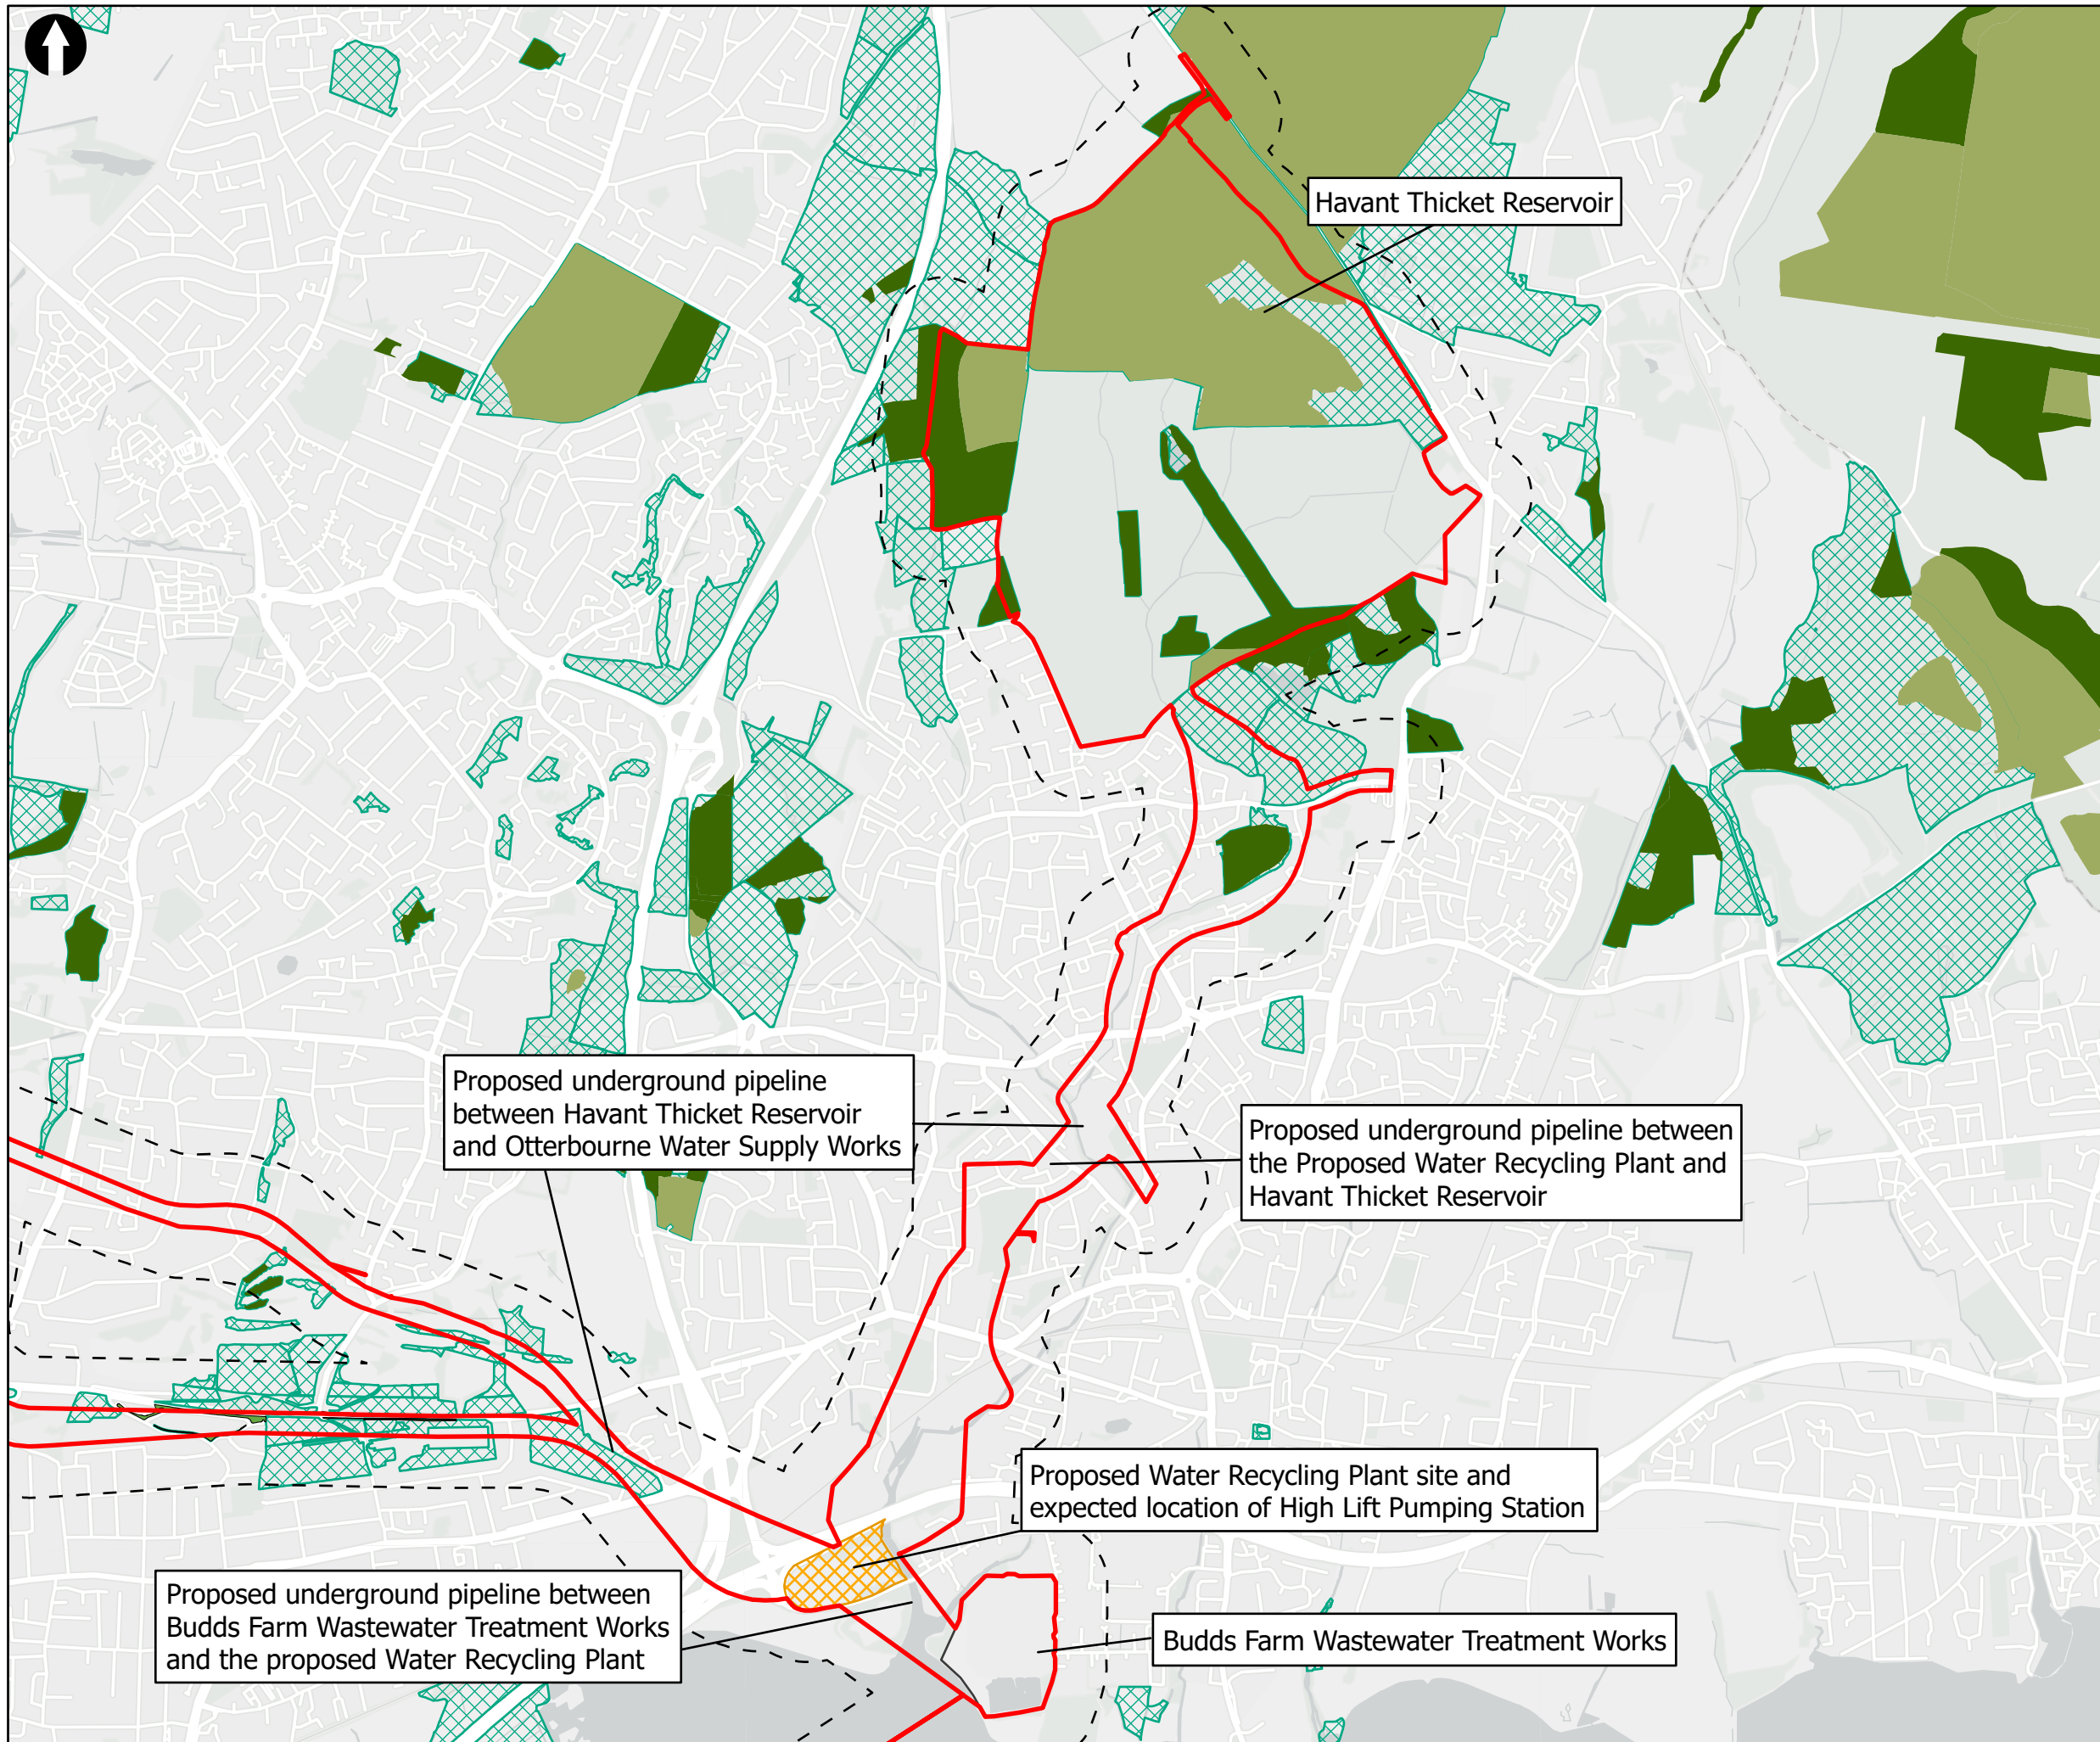 Havant Thicket Reservoir
Proposed underground pipeline
between Havant Thicket Reservoir
and Otterbourne Water Supply Works
Proposed underground pipeline between
the Proposed Water Recycling Plant and
Havant Thicket Reservoir
Proposed Water Recycling Plant site and
expected location of High Lift Pumping Station
Proposed underground pipeline between
Budds Farm Wastewater Treatment Works
and the proposed Water Recycling Plant
Budds Farm Wastewater Treatment Works